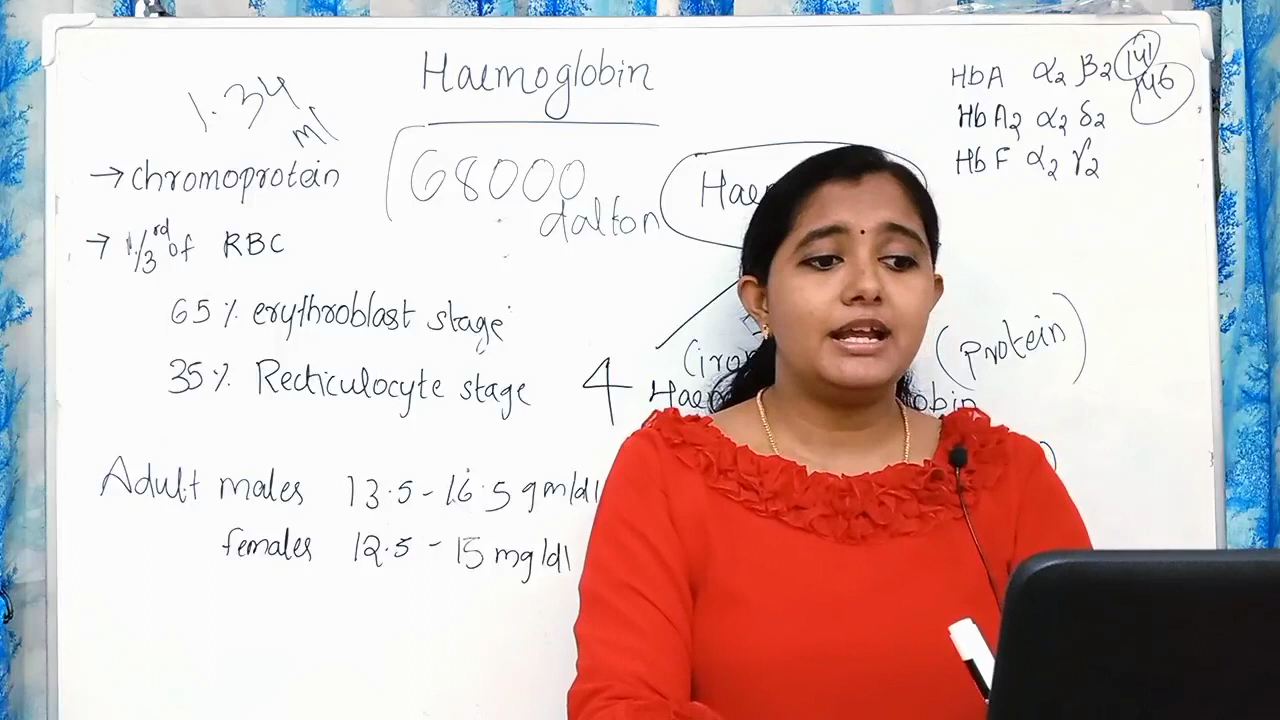 Haemoglobin
1.34
ml
→ chromoprotein
68000
dalton
→ 1/3rd of RBC
65% erythroblast stage
35% Recticulocyte stage
Adult males 13.5 - 16.5 gm/dl
females 12.5 - 15 mg/dl
HbA α2 β2 141
146
HbA2 α2 δ2
HbF α2 γ2
4
(protein)